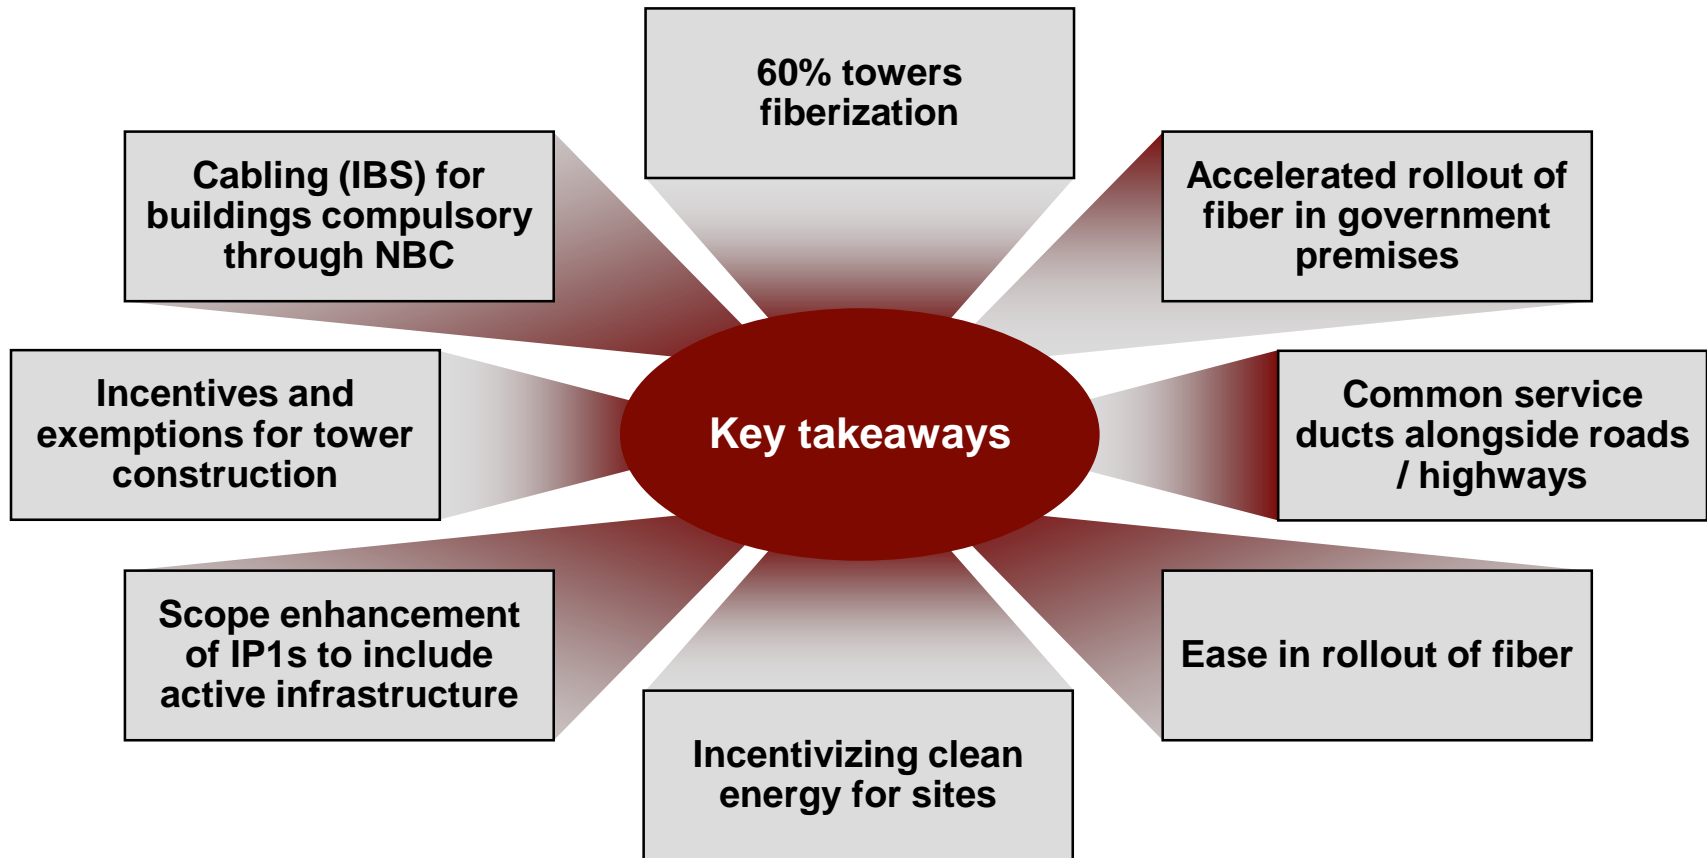 60% towers
fiberization
Cabling (IBS) for
buildings compulsory
through NBC
Accelerated rollout of
fiber in government
premises
Incentives and
exemptions for tower
construction
Key takeaways
Common service
ducts alongside roads
/ highways
Scope enhancement
of IP1s to include
active infrastructure
Ease in rollout of fiber
Incentivizing clean
energy for sites